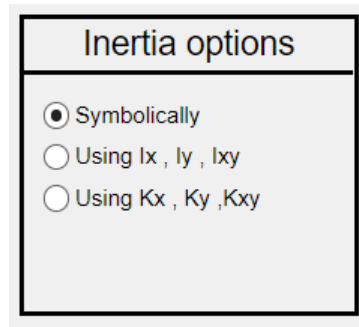 Inertia options
Symbolically
Using Ix , Iy , Ixy
Using Kx , Ky ,Kxy